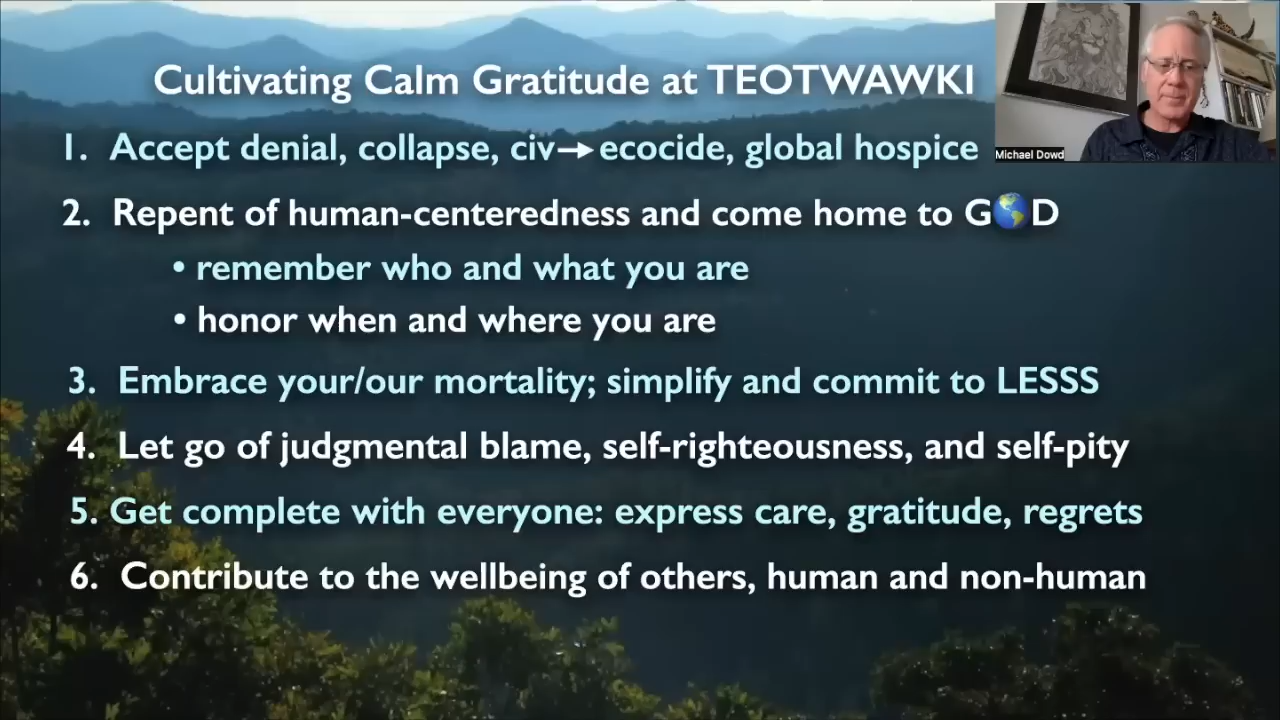 Cultivating Calm Gratitude at TEOTWAWKI
Michael Dowd
1. Accept denial, collapse, civ→ecocide, global hospice
2. Repent of human-centeredness and come home to G🌎D
• remember who and what you are
• honor when and where you are
3. Embrace your/our mortality; simplify and commit to LESSS
4. Let go of judgmental blame, self-righteousness, and self-pity
5. Get complete with everyone: express care, gratitude, regrets
6. Contribute to the wellbeing of others, human and non-human